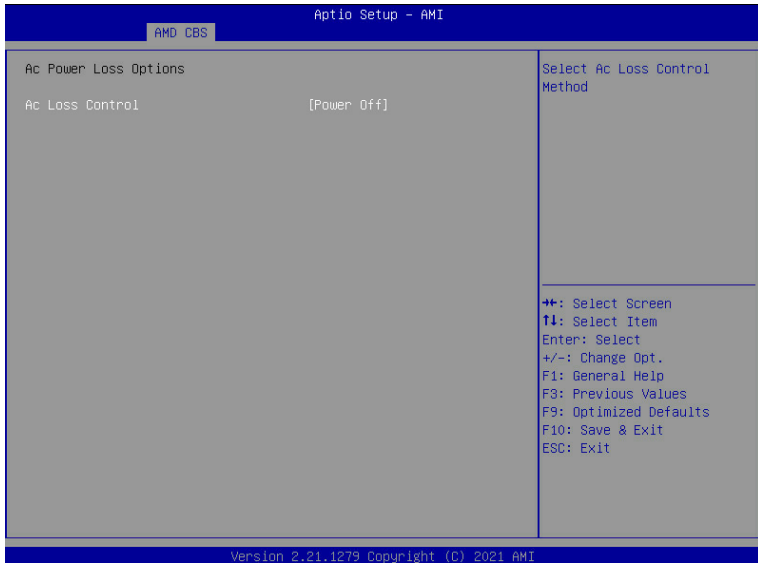 Aptio Setup – AMI
AMD CBS
Ac Power Loss Options
Ac Loss Control [Power Off]
Select Ac Loss Control
Method
→←: Select Screen
↑↓: Select Item
Enter: Select
+/-: Change Opt.
F1: General Help
F3: Previous Values
F9: Optimized Defaults
F10: Save & Exit
ESC: Exit
Version 2.21.1279 Copyright (C) 2021 AMI